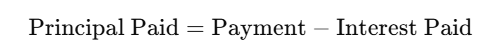 Principal Paid = Payment − Interest Paid